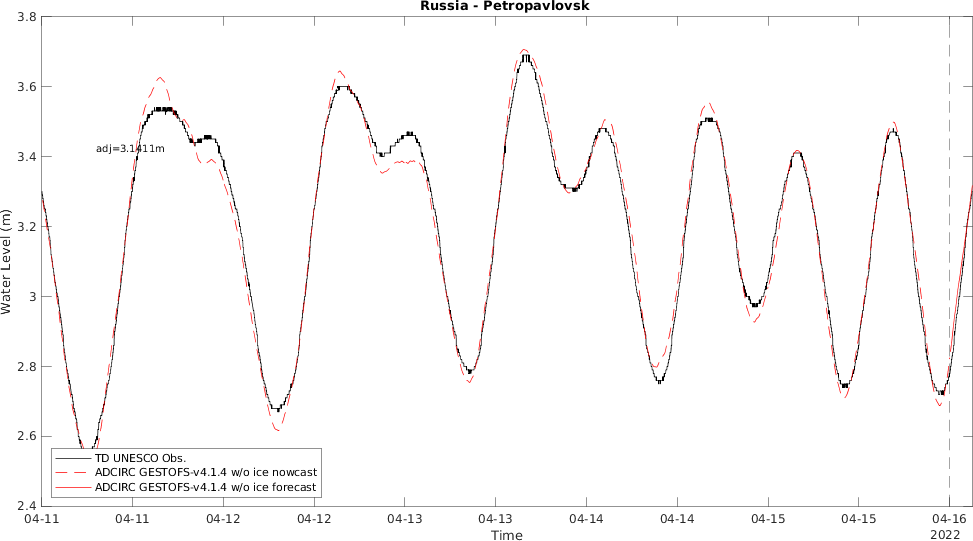 Russia - Petropavlovsk
3.8
3.6
3.4
3.2
3
2.8
2.6
2.4
Water Level (m)
adj=3.1411m
TD UNESCO Obs.
ADCIRC GESTOFS-v4.1.4 w/o ice nowcast
ADCIRC GESTOFS-v4.1.4 w/o ice forecast
04-11 04-11 04-12 04-12 04-13 04-13 04-14 04-14 04-15 04-15 04-16
Time
2022